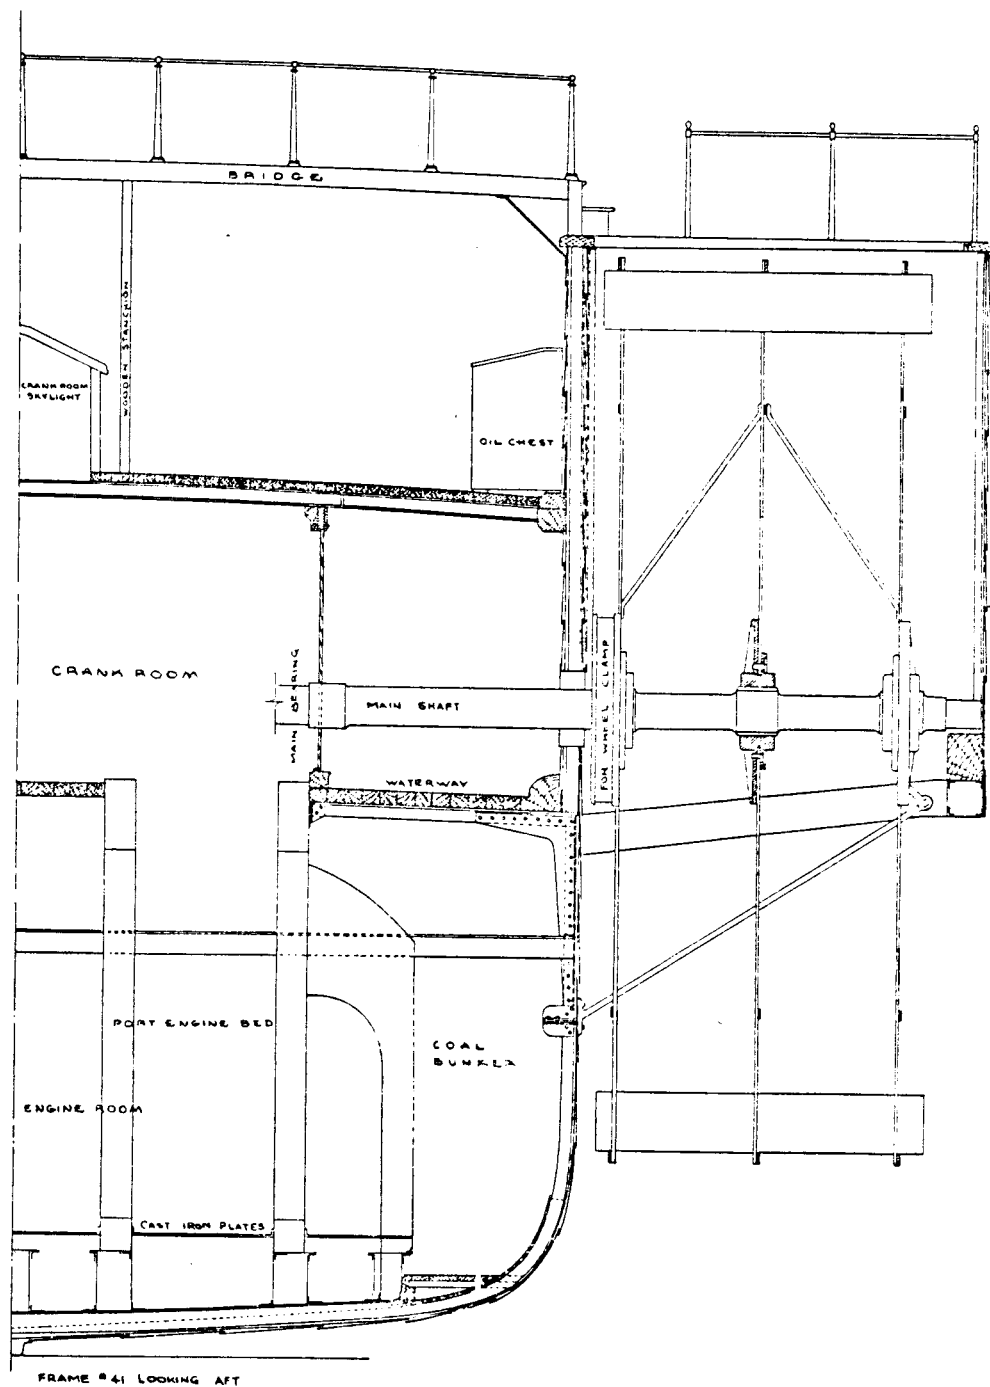 BRIDGE
WOODEN STANCHION
CRANK ROOM
SKYLIGHT
OIL CHEST
CRANK ROOM
MAIN BEARING
MAIN SHAFT
FOR WHEEL CLAMP
WATERWAY
PORT ENGINE BED
COAL
BUNKER
ENGINE ROOM
CAST IRON PLATES
FRAME #41 LOOKING AFT